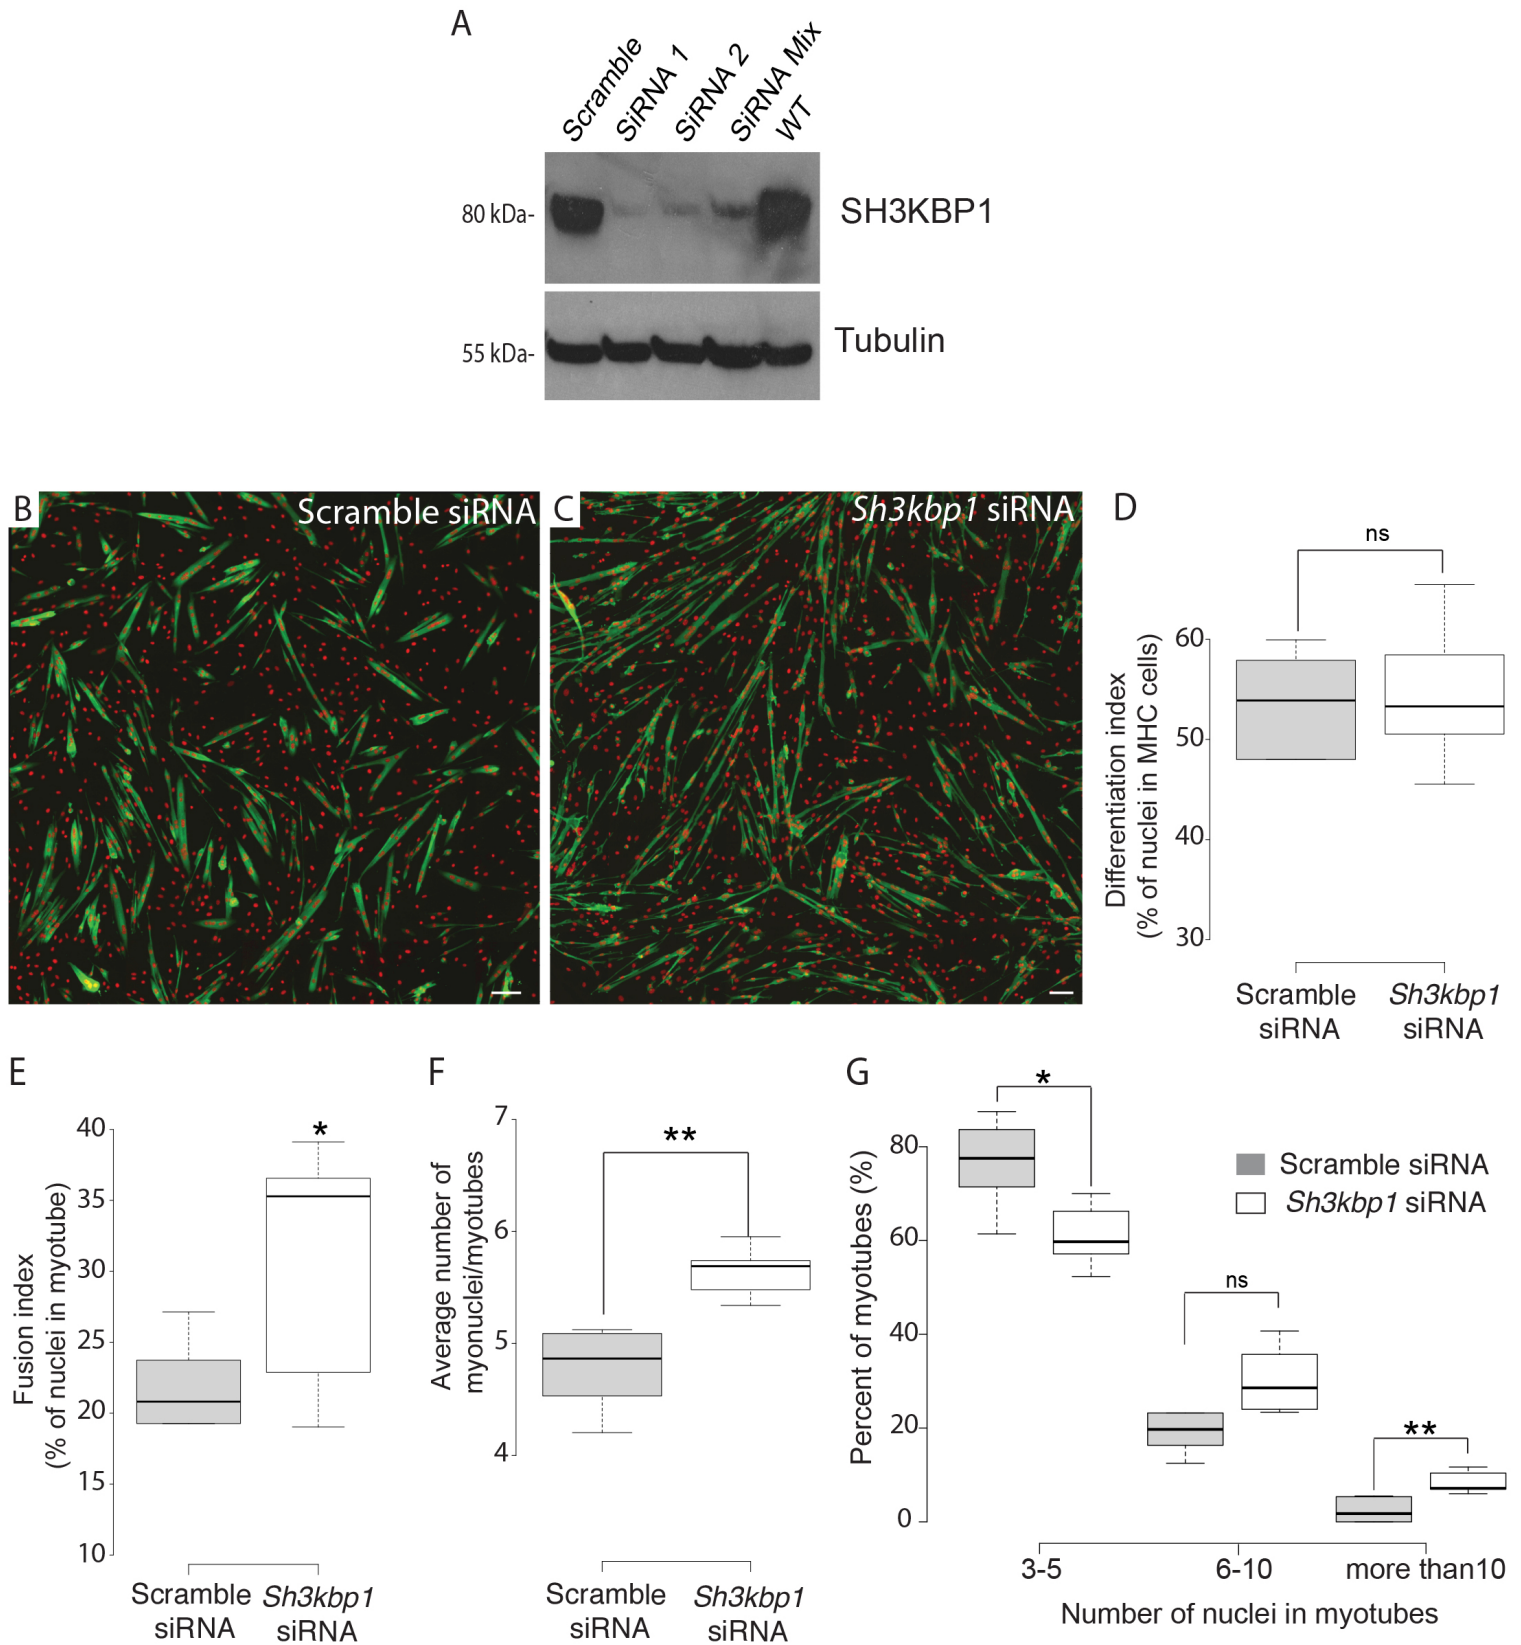 A
Scramble
SiRNA 1
SiRNA 2
SiRNA Mix
WT
80 kDa-
SH3KBP1
55 kDa-
Tubulin
B
Scramble siRNA
C
Sh3kbp1 siRNA
D
ns
Differentiation index
(% of nuclei in MHC cells)
60
50
40
30
Scramble
siRNA
Sh3kbp1
siRNA
E
Fusion index
(% of nuclei in myotube)
40
35
30
25
20
15
10
*
Scramble
siRNA
Sh3kbp1
siRNA
F
Average number of
myonuclei/myotubes
7
6
5
4
**
Scramble
siRNA
Sh3kbp1
siRNA
G
Percent of myotubes (%)
80
60
40
20
0
*
ns
**
Scramble siRNA
Sh3kbp1 siRNA
3-5
6-10
more than10
Number of nuclei in myotubes